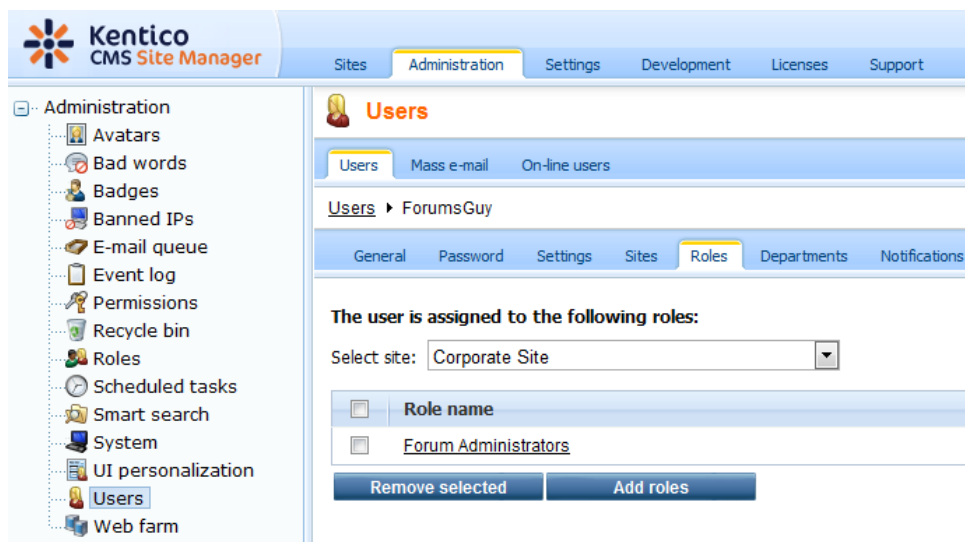 Kentico
CMS Site Manager
Sites Administration Settings Development Licenses Support
Administration
Avatars
Bad words
Badges
Banned IPs
E-mail queue
Event log
Permissions
Recycle bin
Roles
Scheduled tasks
Smart search
System
UI personalization
Users
Web farm
Users
Users Mass e-mail On-line users
Users ForumsGuy
General Password Settings Sites Roles Departments Notifications
The user is assigned to the following roles:
Select site: Corporate Site
Role name
Forum Administrators
Remove selected Add roles